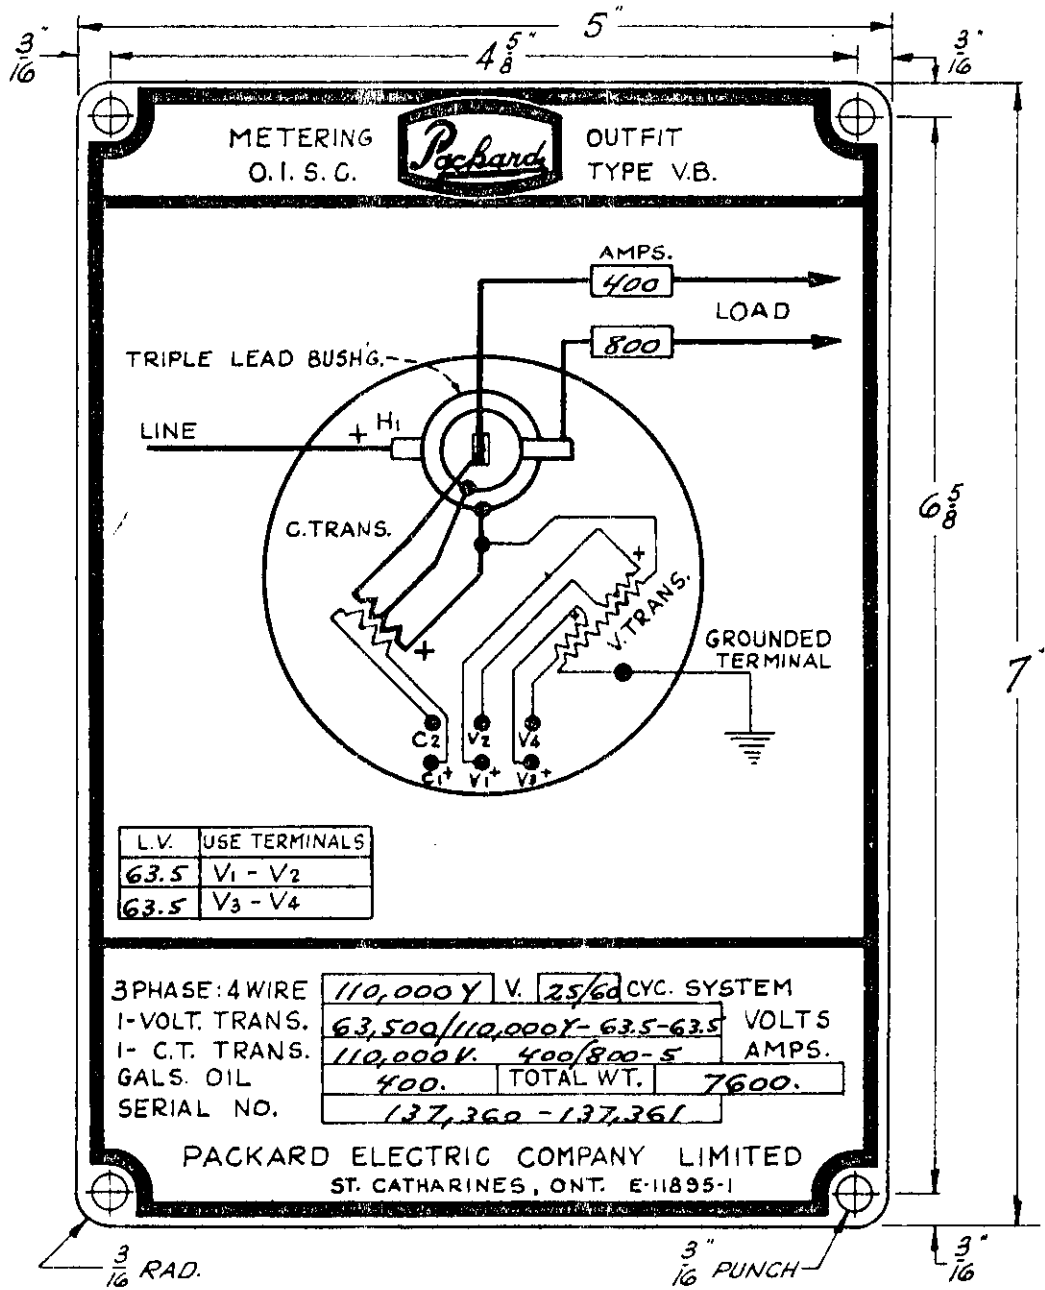 5"
3/16"
4 5/8"
3/16"
METERING
O.I.S.C.
Packard
OUTFIT
TYPE V.B.
AMPS.
400
LOAD
800
TRIPLE LEAD BUSH'G.
LINE
+ H1
6 5/8
C.TRANS.
+
+
+
V.TRANS.
GROUNDED
TERMINAL
7"
C2 V2 V4
C1+ V1+ V3+
L.V. USE TERMINALS
63.5 V1 - V2
63.5 V3 - V4
3 PHASE: 4 WIRE 110,000 Y V. 25/60 CYC. SYSTEM
1-VOLT. TRANS. 63,500/110,000Y- 63.5-63.5 VOLTS
1- C.T. TRANS. 110,000V. 400/800-5 AMPS.
GALS. OIL 400. TOTAL WT. 7600.
SERIAL NO. 137,360 - 137,361
PACKARD ELECTRIC COMPANY LIMITED
ST. CATHARINES, ONT. E-11895-1
3/16 RAD.
3/16" PUNCH
3/16"